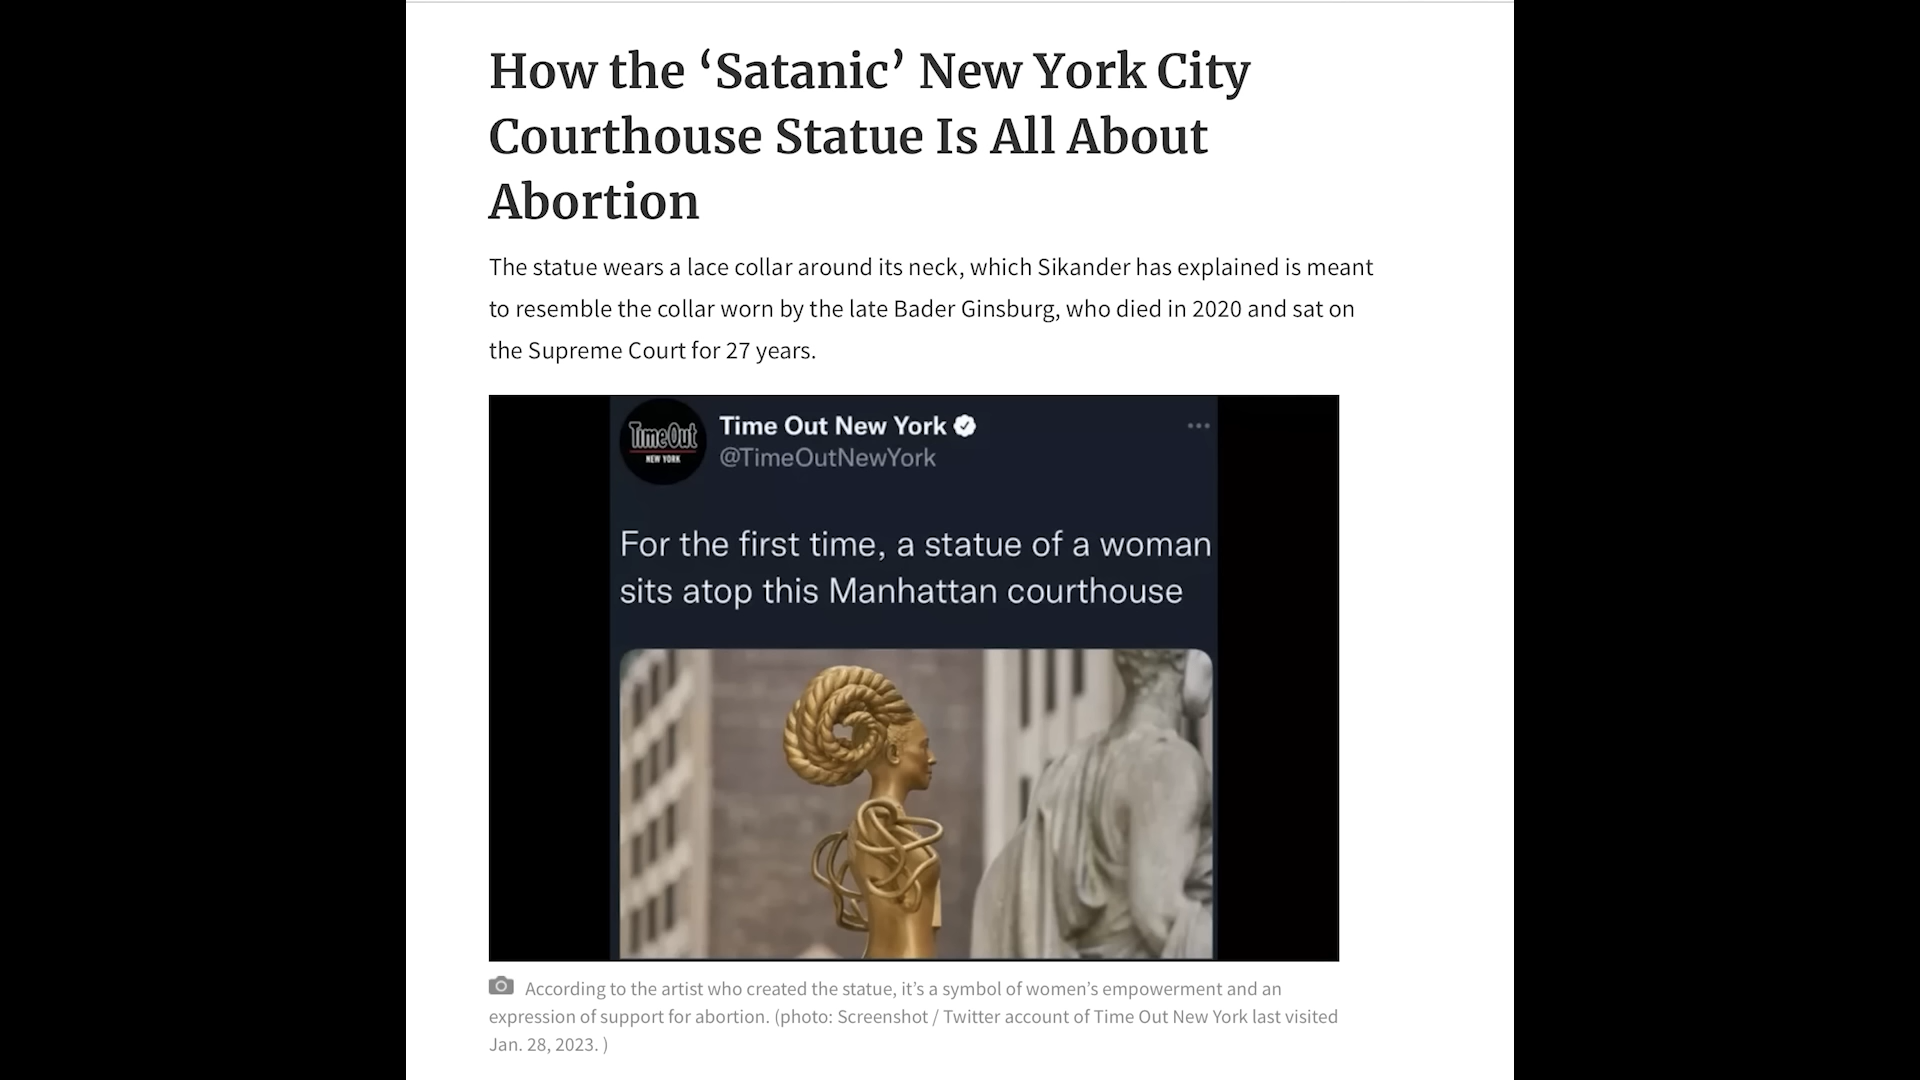 How the ‘Satanic’ New York City
Courthouse Statue Is All About
Abortion
The statue wears a lace collar around its neck, which Sikander has explained is meant
to resemble the collar worn by the late Bader Ginsburg, who died in 2020 and sat on
the Supreme Court for 27 years.
TimeOut
NEW YORK
Time Out New York
@TimeOutNewYork
For the first time, a statue of a woman
sits atop this Manhattan courthouse
According to the artist who created the statue, it’s a symbol of women’s empowerment and an
expression of support for abortion. (photo: Screenshot / Twitter account of Time Out New York last visited
Jan. 28, 2023. )